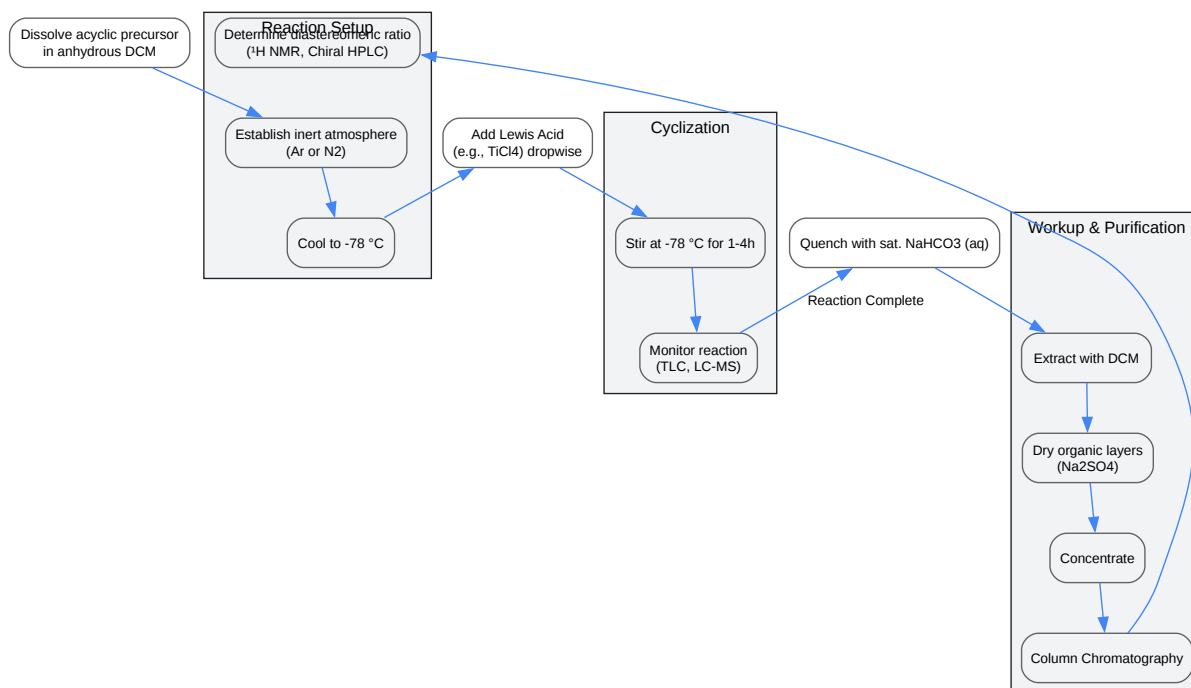 Dissolve acyclic precursor
in anhydrous DCM
Reaction Setup
Determine diastereomeric ratio
(¹H NMR, Chiral HPLC)
Establish inert atmosphere
(Ar or N2)
Cool to -78 °C
Add Lewis Acid
(e.g., TiCl4) dropwise
Cyclization
Stir at -78 °C for 1-4h
Monitor reaction
(TLC, LC-MS)
Reaction Complete
Quench with sat. NaHCO3 (aq)
Workup & Purification
Extract with DCM
Dry organic layers
(Na2SO4)
Concentrate
Column Chromatography